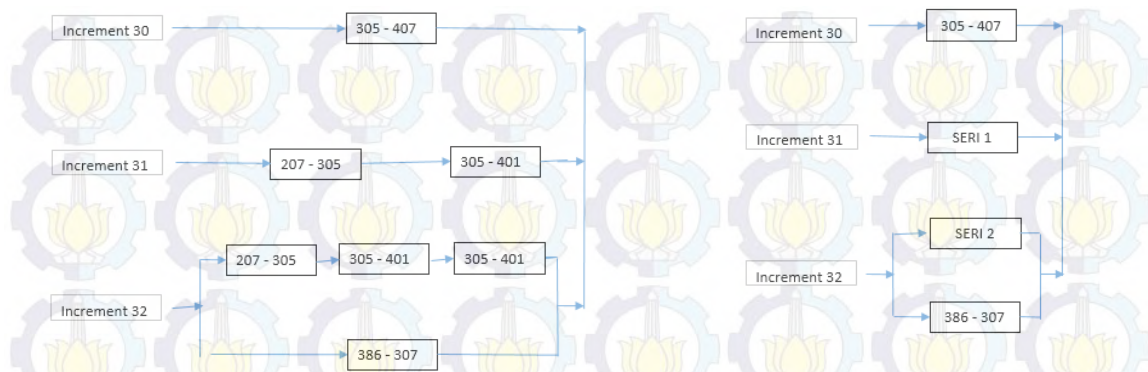 Increment 30
305 - 407
Increment 31
207 - 305
305 - 401
207 - 305
305 - 401
305 - 401
Increment 32
386 - 307
Increment 30
305 - 407
Increment 31
SERI 1
SERI 2
Increment 32
386 - 307